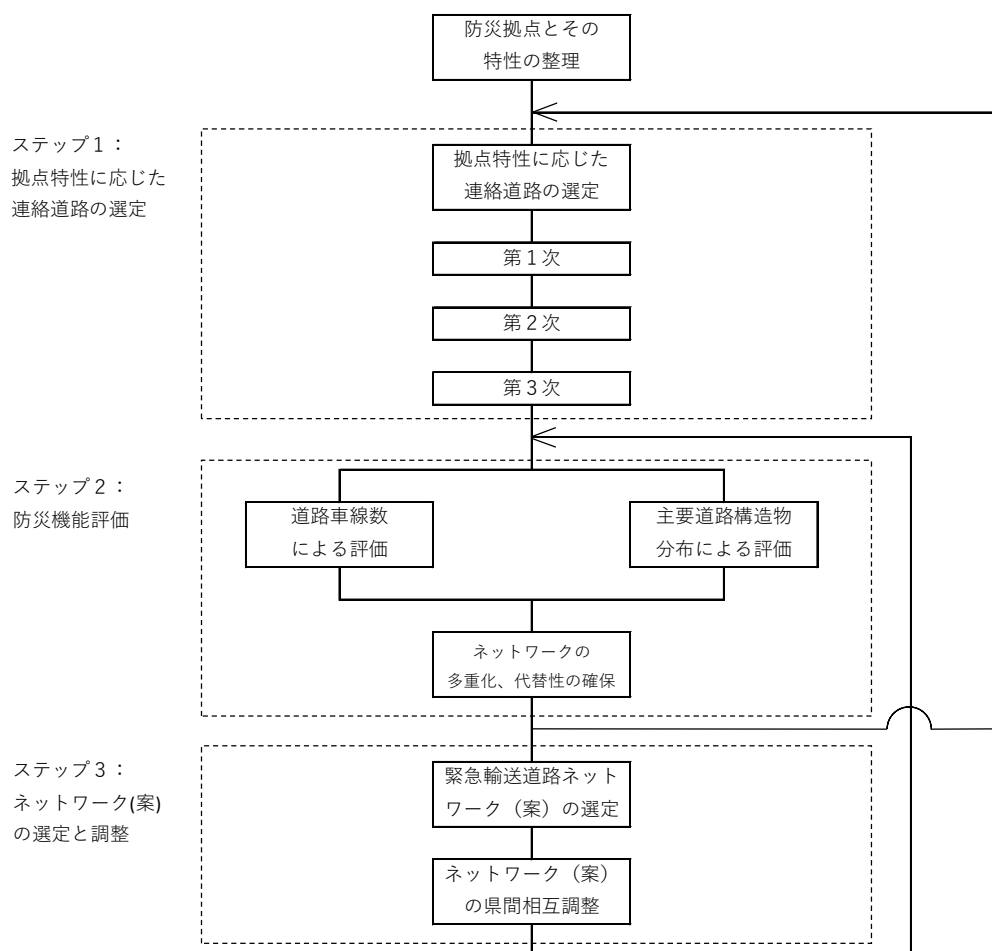 防災拠点とその
特性の整理
ステップ１：
拠点特性に応じた
連絡道路の選定
拠点特性に応じた
連絡道路の選定
第１次
第２次
第３次
ステップ２：
防災機能評価
道路車線数
による評価
主要道路構造物
分布による評価
ネットワークの
多重化、代替性の確保
ステップ３：
ネットワーク(案)
の選定と調整
緊急輸送道路ネット
ワーク（案）の選定
ネットワーク（案）
の県間相互調整